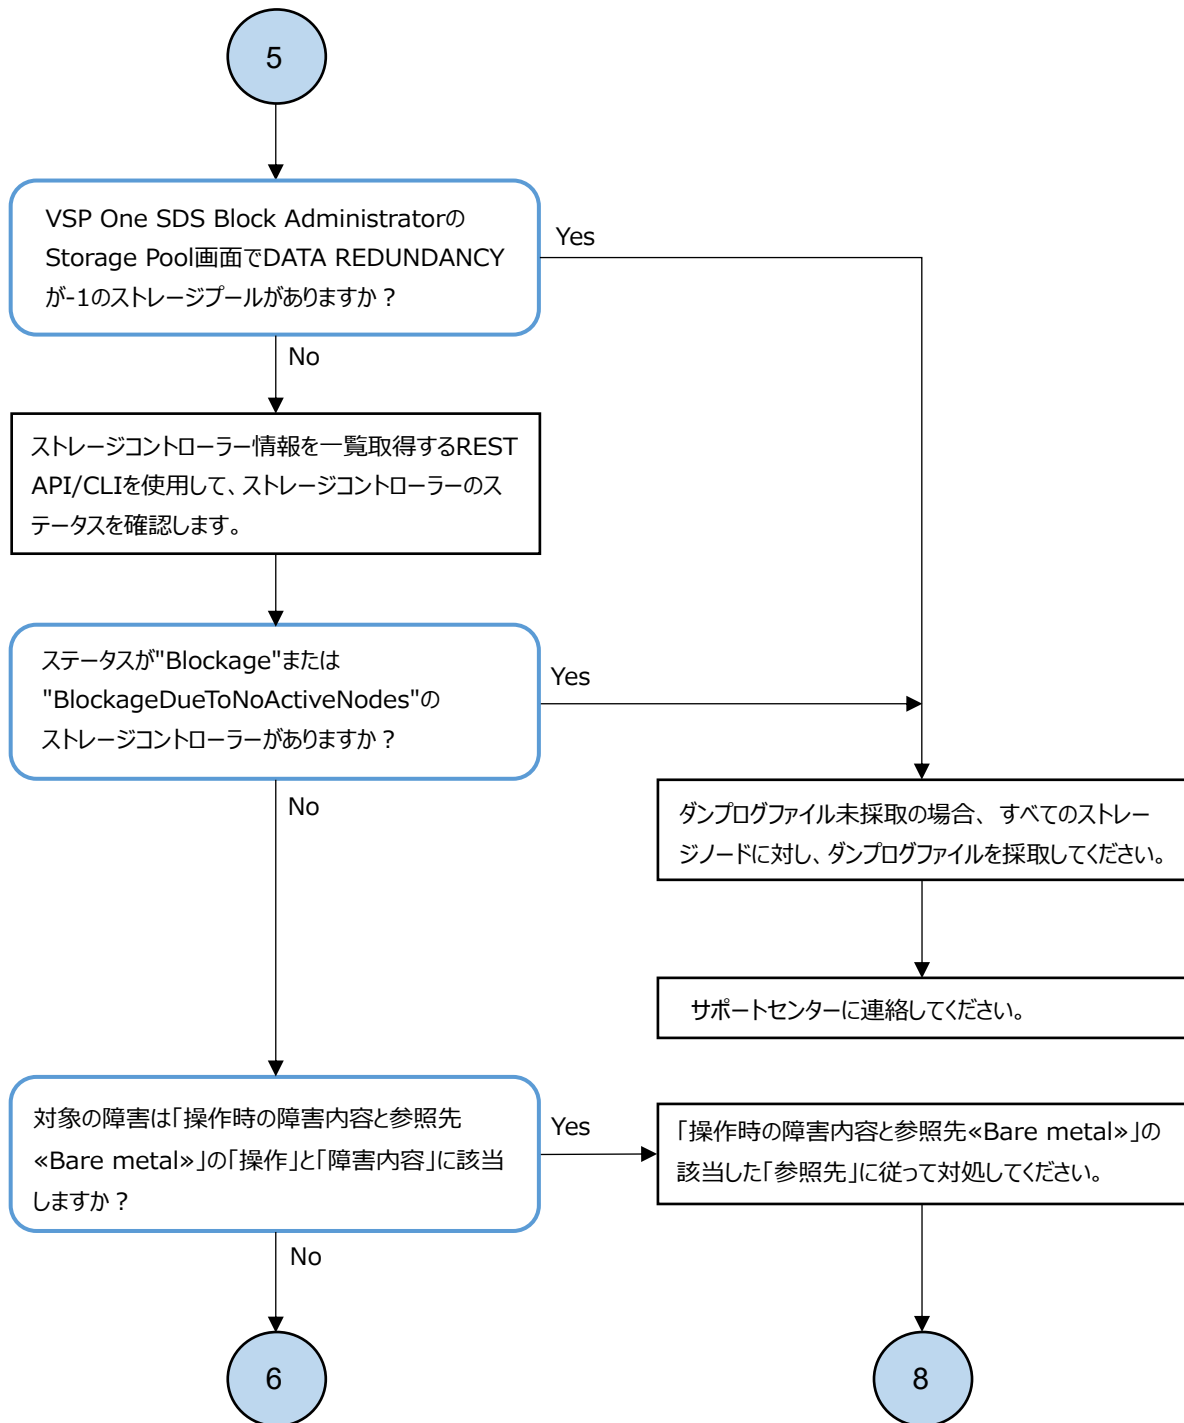 5
VSP One SDS Block Administratorの
Storage Pool画面でDATA REDUNDANCY
が-1のストレージプールがありますか？
Yes
No
ストレージコントローラー情報を一覧取得するREST
API/CLIを使用して、ストレージコントローラーのス
テータスを確認します。
ステータスが"Blockage"または
"BlockageDueToNoActiveNodes"の
ストレージコントローラーがありますか？
Yes
No
ダンプログファイル未採取の場合、すべてのストレー
ジノードに対し、ダンプログファイルを採取してください。
サポートセンターに連絡してください。
対象の障害は「操作時の障害内容と参照先
«Bare metal»」の「操作」と「障害内容」に該当
しますか？
Yes
「操作時の障害内容と参照先«Bare metal»」の
該当した「参照先」に従って対処してください。
No
6
8